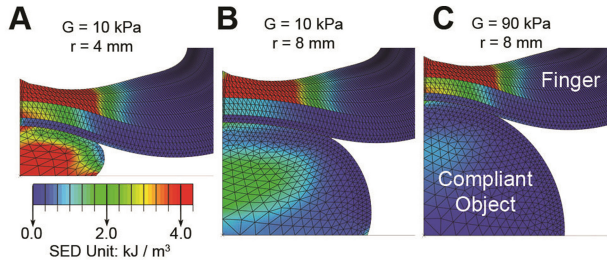 A
G = 10 kPa
r = 4 mm
B
G = 10 kPa
r = 8 mm
C
G = 90 kPa
r = 8 mm
Finger
Compliant
Object
0.0 2.0 4.0
SED Unit: kJ / m³